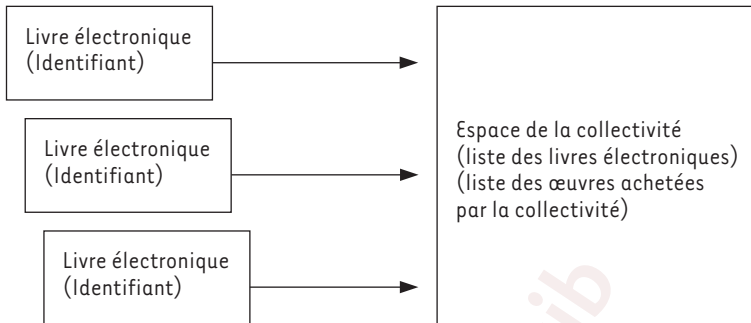 Livre électronique
(Identifiant)
Livre électronique
(Identifiant)
Livre électronique
(Identifiant)
Espace de la collectivité
(liste des livres électroniques)
(liste des œuvres achetées
par la collectivité)